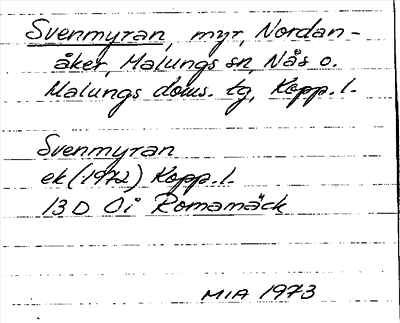 Svenmyran, myr, Nordan-
åker, Malungs sn, Nås o.
Malungs doms. tg, Kopp. l.
Svenmyran
ek (1972) Kopp. l.
13 D 0i Romamäck
MIA 1973